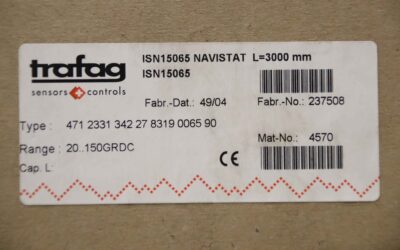 trafag
sensors controls
ISN15065 NAVISTAT L=3000 mm
ISN15065
Fabr.-Dat.: 49/04
Fabr.-No.: 237508
Type : 471 2331 342 27 8319 0065 90
Mat-No.: 4570
Range : 20..150GRDC
Cap. L:
CE